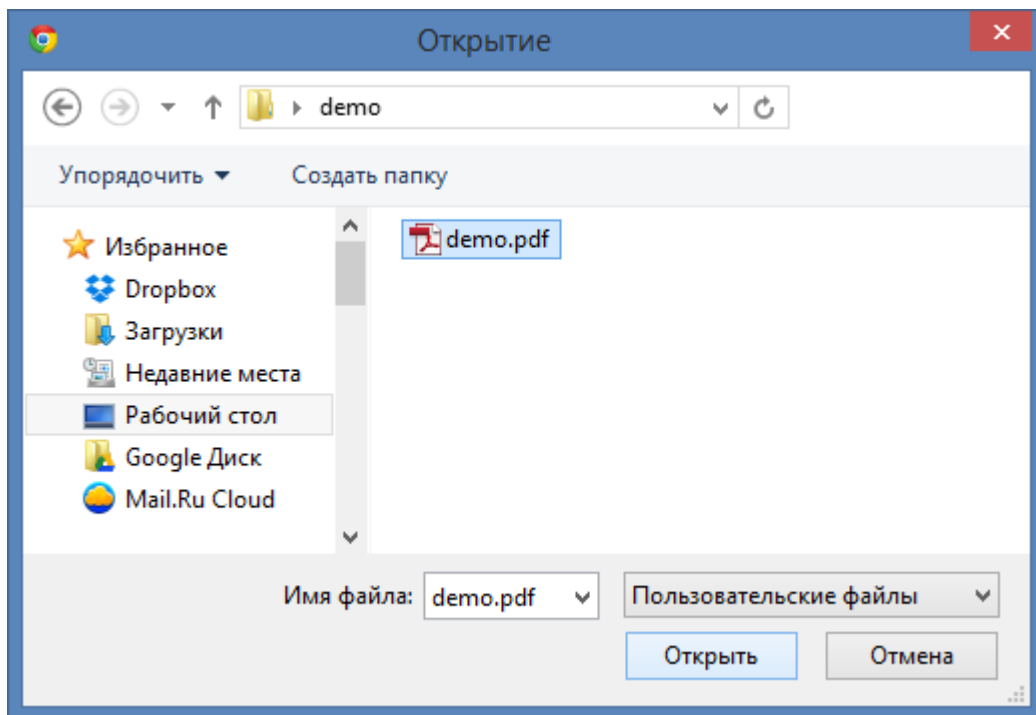 Открытие
demo
Упорядочить Создать папку
Избранное
Dropbox
Загрузки
Недавние места
Рабочий стол
Google Диск
Mail.Ru Cloud
demo.pdf
Имя файла: demo.pdf Пользовательские файлы
Открыть Отмена